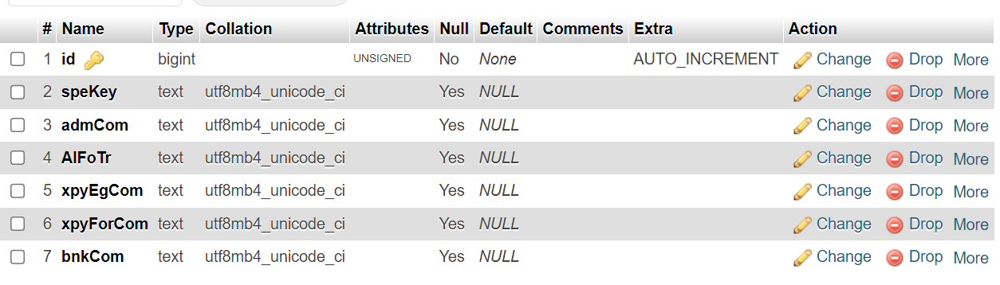 # Name Type Collation Attributes Null Default Comments Extra Action
1 id bigint UNSIGNED No None AUTO_INCREMENT Change Drop More
2 speKey text utf8mb4_unicode_ci Yes NULL Change Drop More
3 admCom text utf8mb4_unicode_ci Yes NULL Change Drop More
4 AlFoTr text utf8mb4_unicode_ci Yes NULL Change Drop More
5 xpyEgCom text utf8mb4_unicode_ci Yes NULL Change Drop More
6 xpyForCom text utf8mb4_unicode_ci Yes NULL Change Drop More
7 bnkCom text utf8mb4_unicode_ci Yes NULL Change Drop More